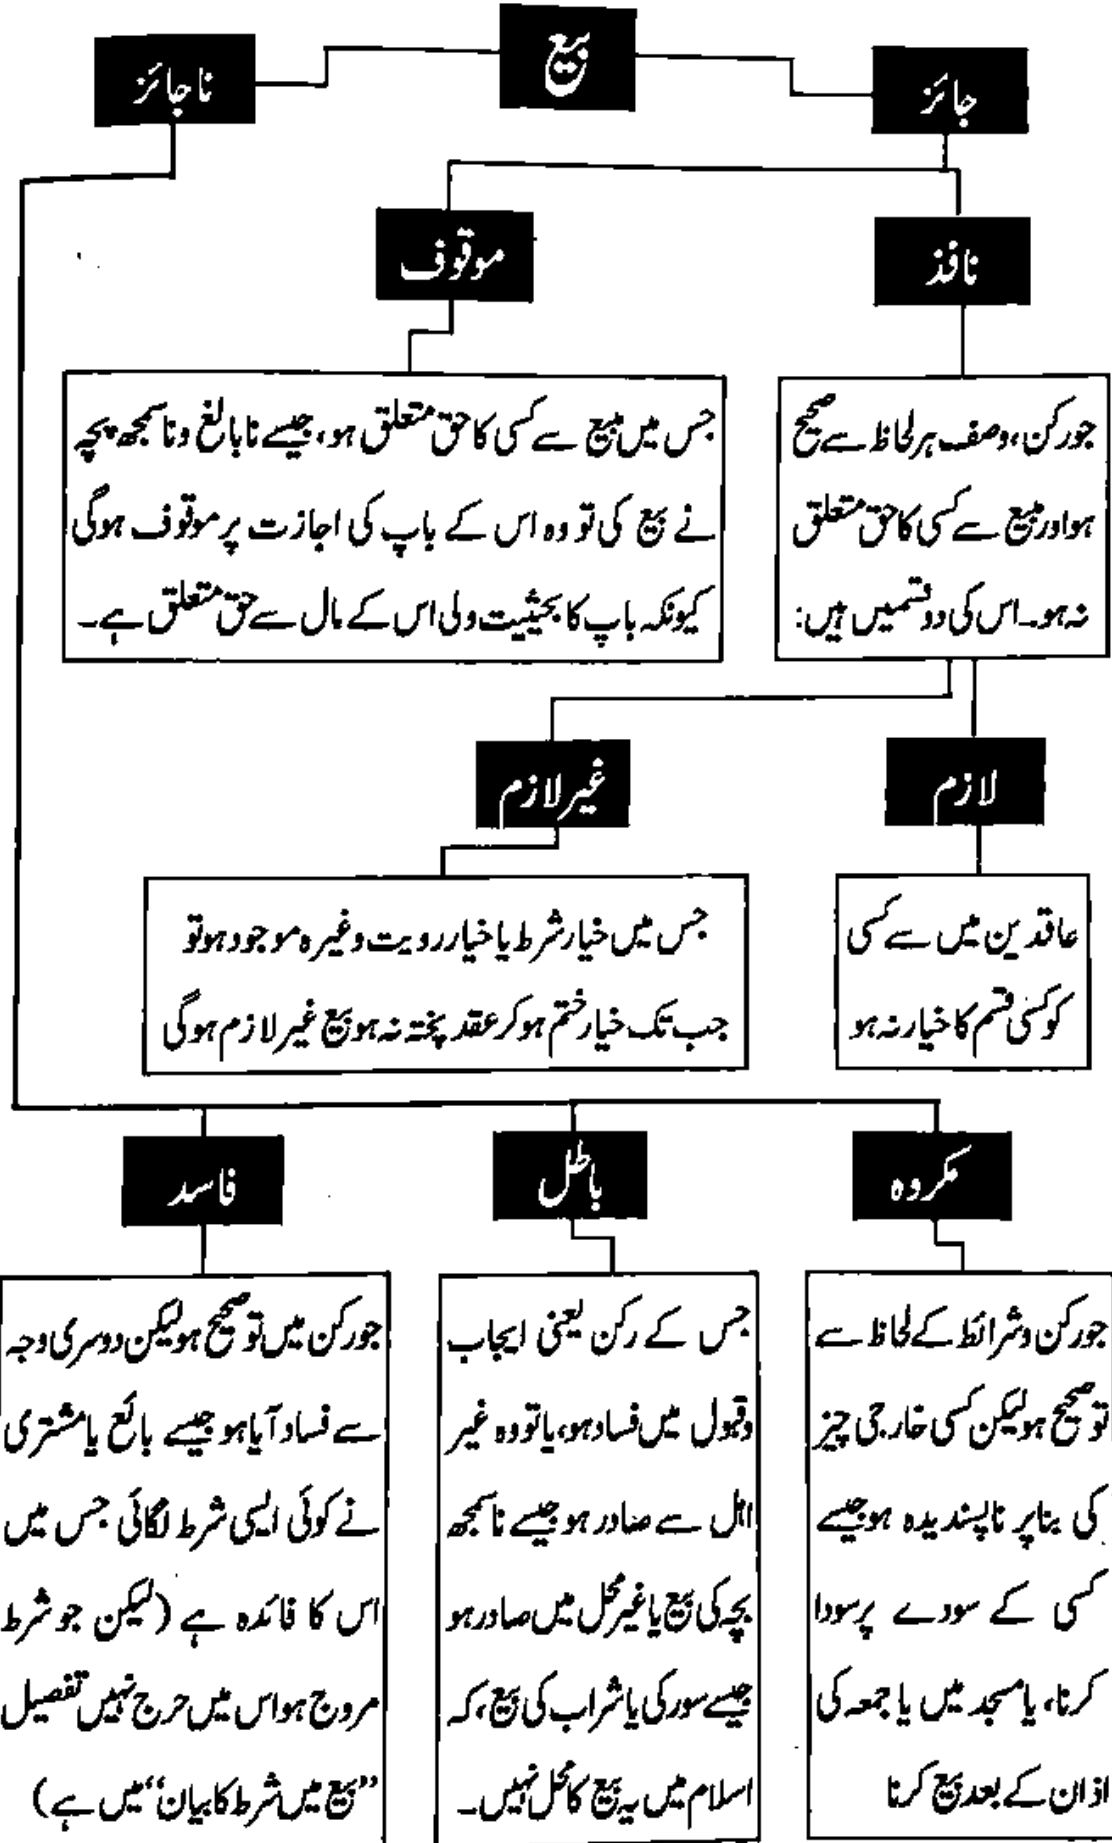 بیع
جائز
ناجائز
نافذ
موقوف
جو رکن، وصف ہر لحاظ سے صحیح
ہو اور مبیع سے کسی کا حق متعلق
نہ ہو۔ اس کی دو قسمیں ہیں:
جس میں مبیع سے کسی کا حق متعلق ہو، جیسے نابالغ و ناسمجھ بچہ
نے بیع کی تو وہ اس کے باپ کی اجازت پر موقوف ہوگی
کیونکہ باپ کا بحیثیت ولی اس کے مال سے حق متعلق ہے۔
لازم
غیر لازم
عاقدین میں سے کسی
کو کسی قسم کا خیار نہ ہو
جس میں خیار شرط یا خیار رویت وغیرہ موجود ہو تو
جب تک خیار ختم ہو کر عقد پختہ نہ ہو بیع غیر لازم ہوگی
مکروہ
باطل
فاسد
جو رکن و شرائط کے لحاظ سے
تو صحیح ہو لیکن کسی خارجی چیز
کی بنا پر ناپسندیدہ ہو جیسے
کسی کے سودے پر سودا
کرنا، یا مسجد میں یا جمعہ کی
اذان کے بعد بیع کرنا
جس کے رکن یعنی ایجاب
وقبول میں فساد ہو، یا تو وہ غیر
اہل سے صادر ہو جیسے ناسمجھ
بچہ کی بیع یا غیر محل میں صادر ہو
جیسے سور کی یا شراب کی بیع، کہ
اسلام میں یہ بیع کا محل نہیں۔
جو رکن میں تو صحیح ہو لیکن دوسری وجہ
سے فساد آیا ہو جیسے بائع یا مشتری
نے کوئی ایسی شرط لگائی جس میں
اس کا فائدہ ہے (لیکن جو شرط
مروج ہو اس میں حرج نہیں تفصیل
”بیع میں شرط کا بیان“ میں ہے)